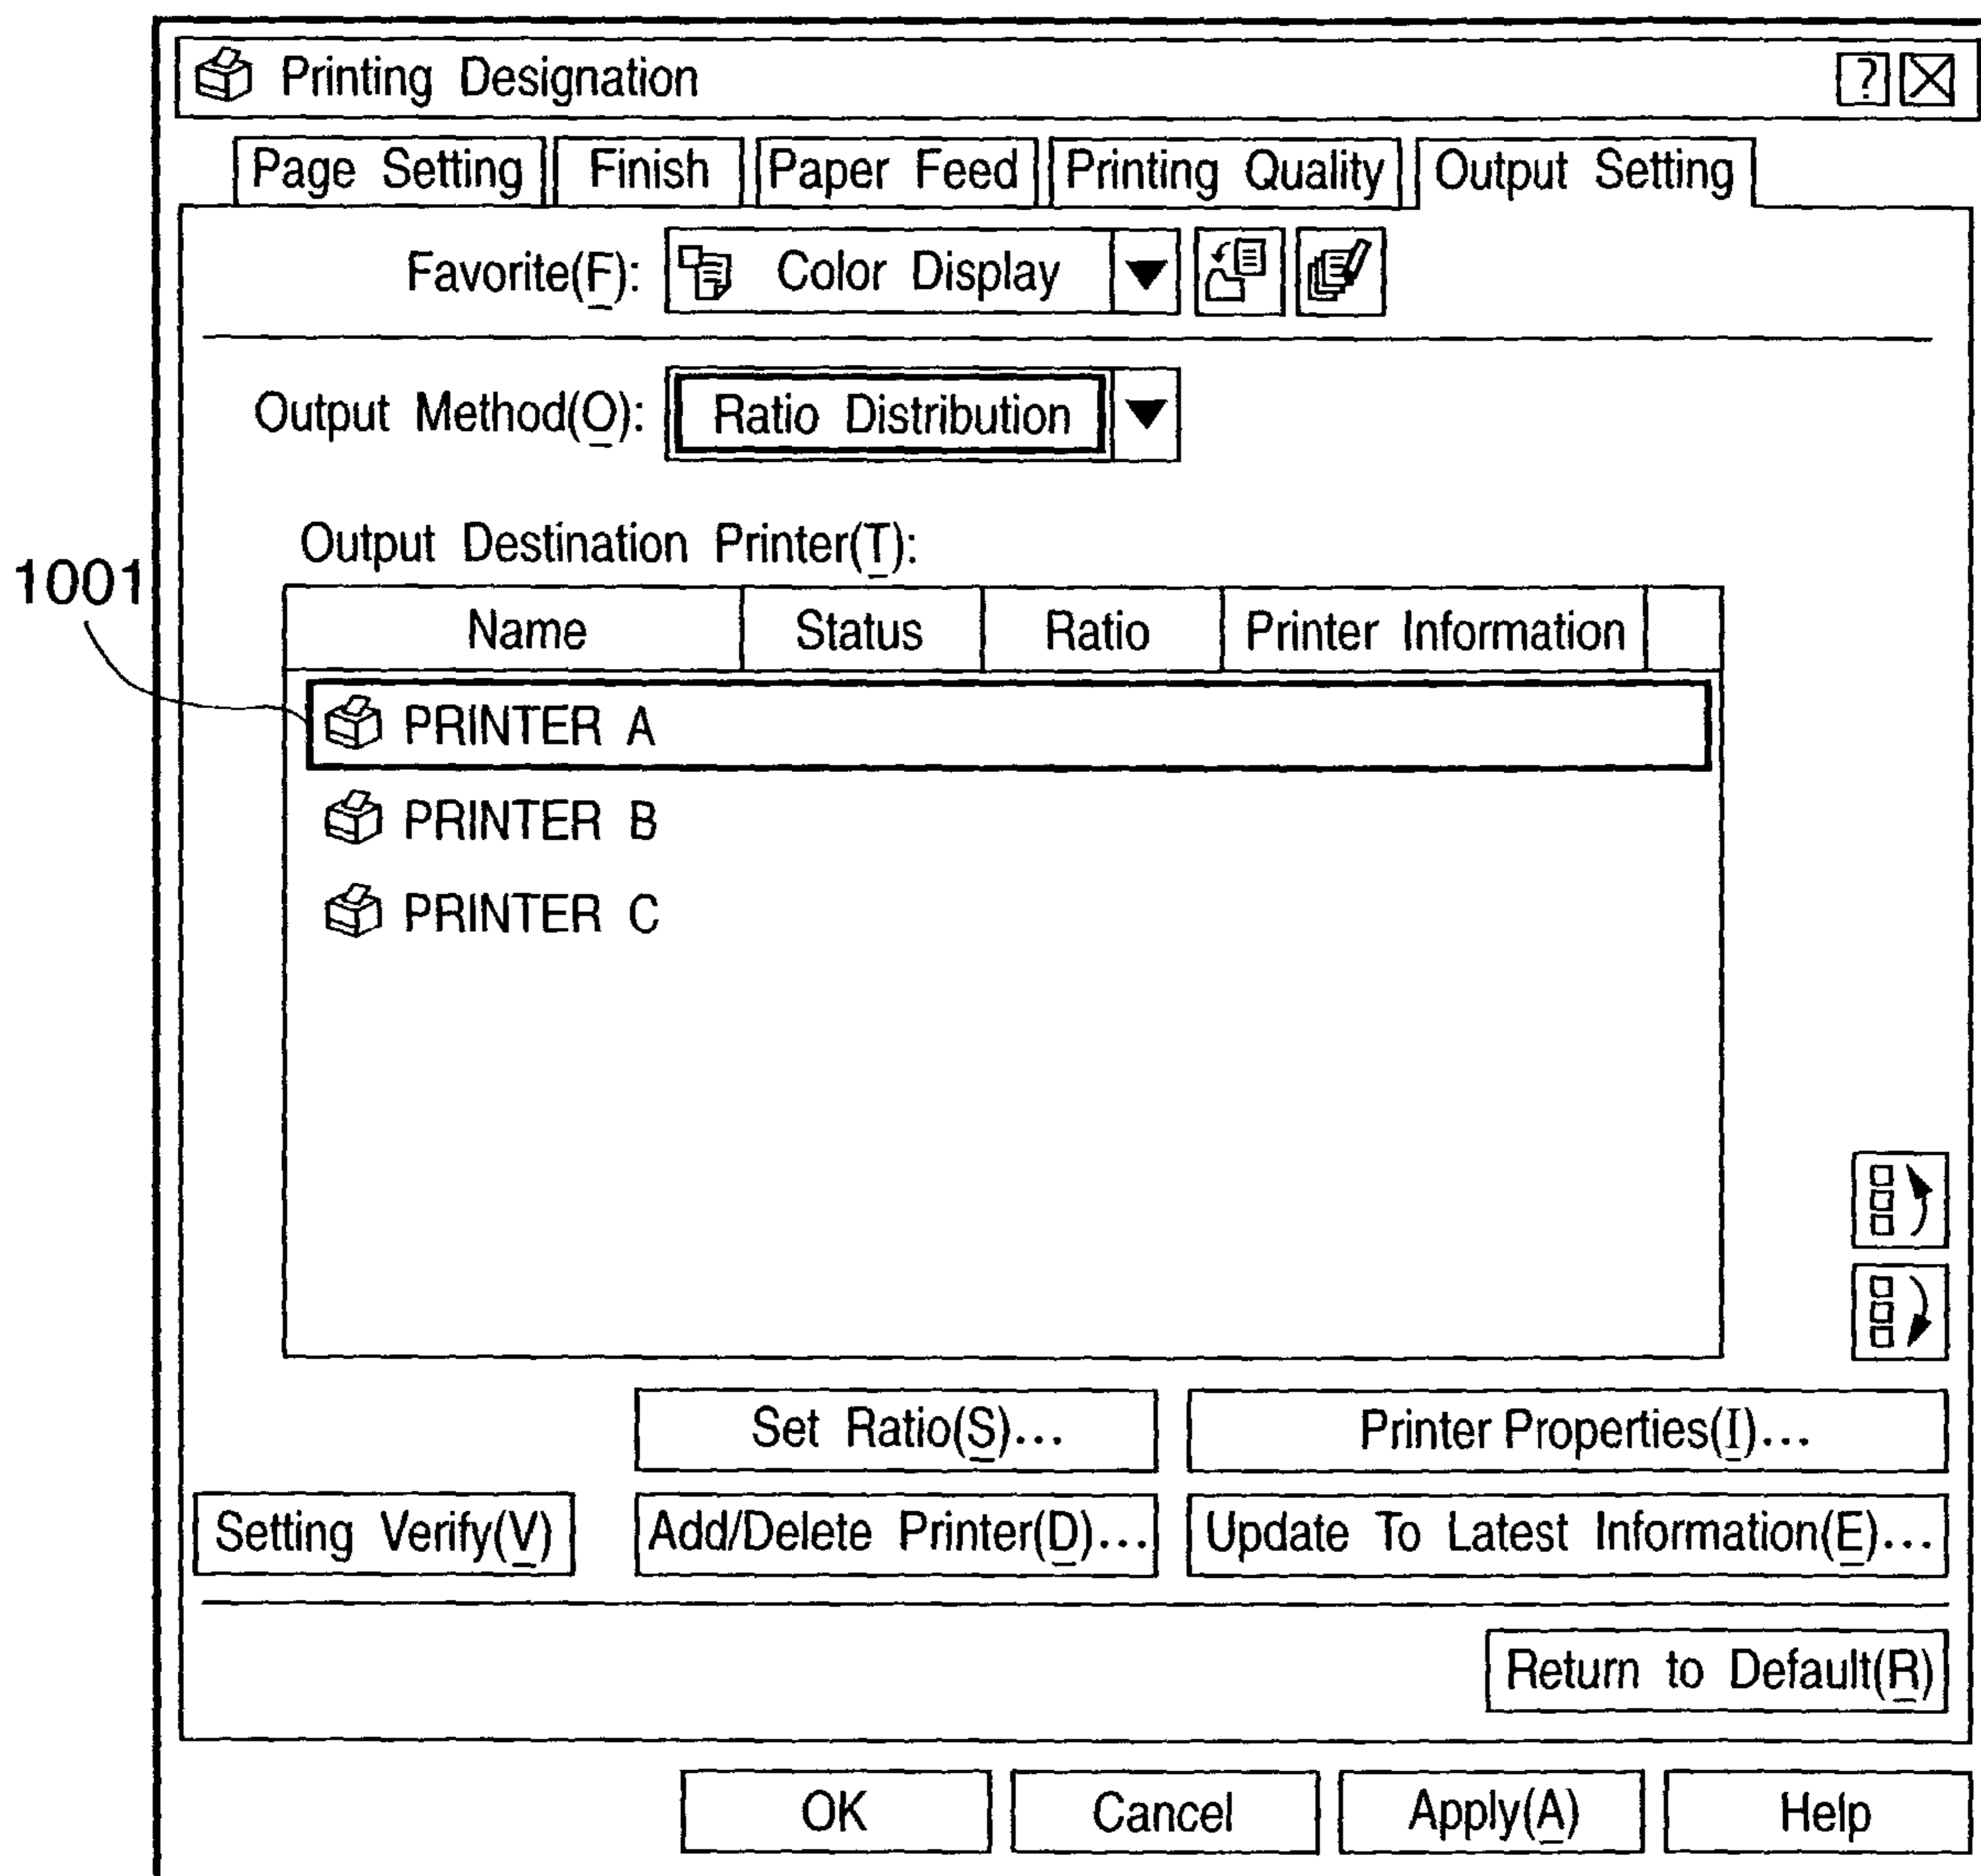 Printing Designation ?
Page Setting Finish Paper Feed Printing Quality Output Setting
Favorite(F): Color Display
Output Method(O): Ratio Distribution
Output Destination Printer(T):
1001
Name Status Ratio Printer Information
PRINTER A
PRINTER B
PRINTER C
Set Ratio(S)... Printer Properties(I)...
Setting Verify(V) Add/Delete Printer(D)... Update To Latest Information(E)...
Return to Default(R)
OK Cancel Apply(A) Help